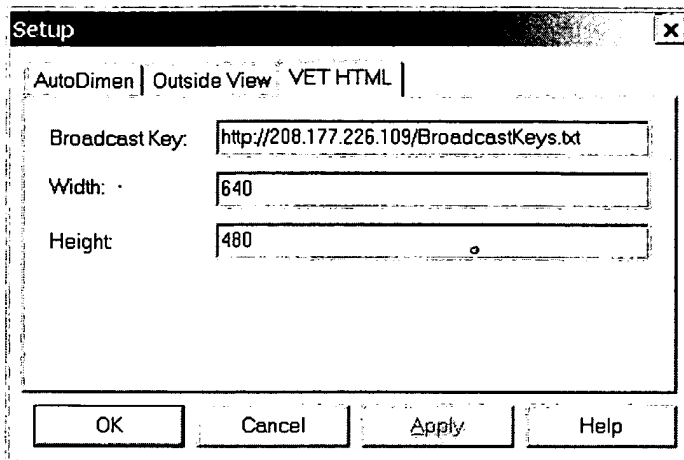 Setup
AutoDimen Outside View VET HTML
Broadcast Key: http://208.177.226.109/BroadcastKeys.txt
Width: 640
Height: 480
OK Cancel Apply Help